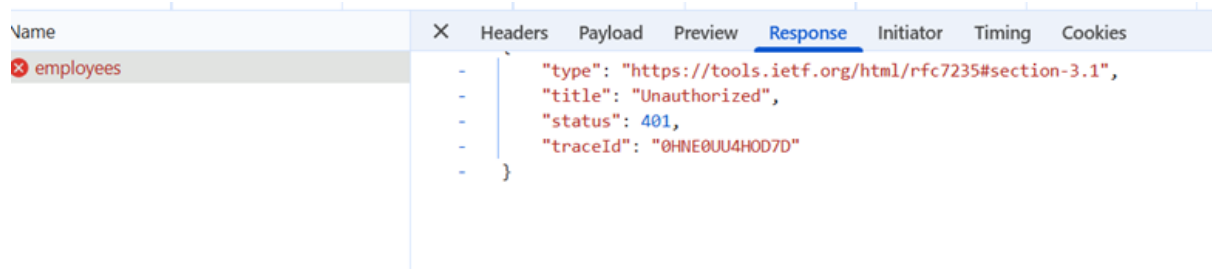 Name
Headers Payload Preview Response Initiator Timing Cookies
employees
{
- "type": "https://tools.ietf.org/html/rfc7235#section-3.1",
- "title": "Unauthorized",
- "status": 401,
- "traceId": "0HNE0UU4HOD7D"
- }